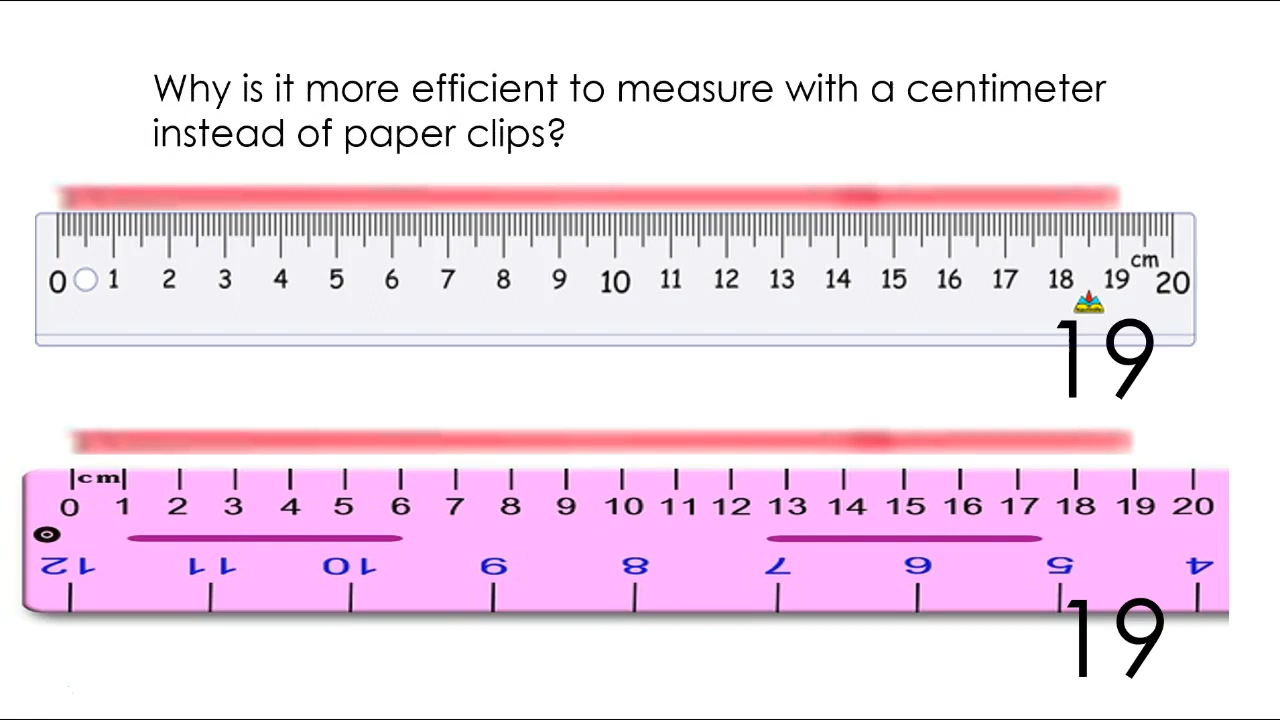 Why is it more efficient to measure with a centimeter
instead of paper clips?
0 1 2 3 4 5 6 7 8 9 10 11 12 13 14 15 16 17 18 19 cm 20
19
cm
0 1 2 3 4 5 6 7 8 9 10 11 12 13 14 15 16 17 18 19 20
12 11 10 9 8 7 6 5 4
19